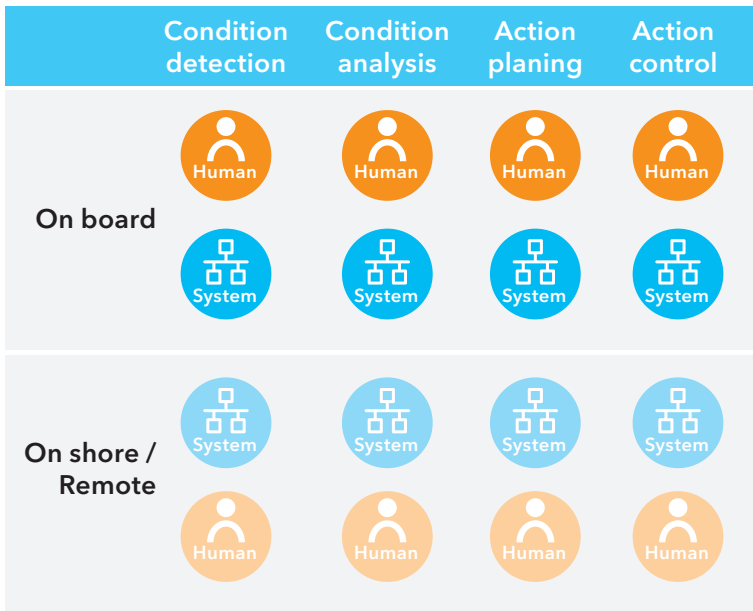 Condition detection
Condition analysis
Action planing
Action control
On board
Human
Human
Human
Human
System
System
System
System
On shore / Remote
System
System
System
System
Human
Human
Human
Human